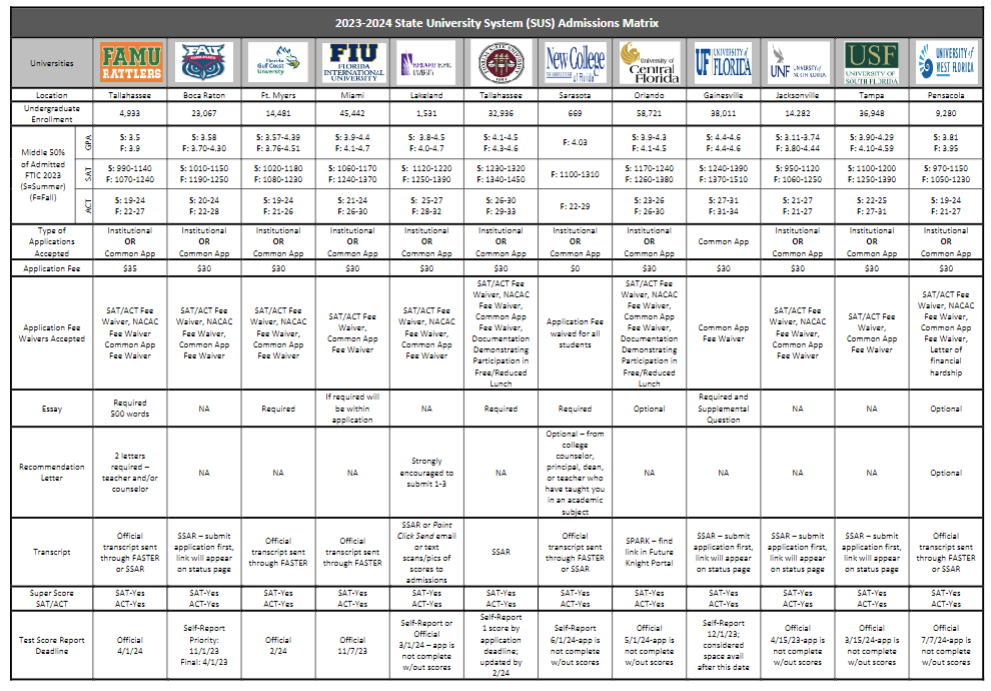 2023-2024 State University System (SUS) Admissions Matrix
Universities
FAMU
RATTLERS
FAU
Florida
Gulf Coast
University
FIU
FLORIDA
INTERNATIONAL
UNIVERSITY
New College
of Florida
University of
Central
Florida
UF UNIVERSITY of
FLORIDA
UNF UNIVERSITY of
NORTH FLORIDA
USF
UNIVERSITY OF
SOUTH FLORIDA
UNIVERSITY of
WEST FLORIDA
Location
Tallahassee
Boca Raton
Ft. Myers
Miami
Lakeland
Tallahassee
Sarasota
Orlando
Gainesville
Jacksonville
Tampa
Pensacola
Undergraduate
Enrollment
4,933
23,067
14,481
45,442
1,531
32,936
669
58,721
38,011
14.282
36,948
9,280
Middle 50%
of Admitted
FTIC 2023
(S=Summer)
(F=Fall)
GPA
S: 3.5
F: 3.9
S: 3.58
F: 3.70-4.30
S: 3.57-4.39
F: 3.76-4.51
S: 3.9-4.4
F: 4.1-4.7
S: 3.8-4.5
F: 4.0-4.7
S: 4.1-4.5
F: 4.3-4.6
F: 4.03
S: 3.9-4.3
F: 4.1-4.5
S: 4.4-4.6
F: 4.4-4.6
S: 3.11-3.74
F: 3.80-4.44
S: 3.90-4.29
F: 4.10-4.59
S: 3.81
F: 3.95
SAT
S: 990-1140
F: 1070-1240
S: 1010-1150
F: 1190-1250
S: 1020-1180
F: 1080-1230
S: 1060-1170
F: 1240-1370
S: 1120-1220
F: 1250-1390
S: 1230-1320
F: 1340-1450
F: 1100-1310
S: 1170-1240
F: 1260-1380
S: 1240-1390
F: 1370-1510
S: 950-1120
F: 1060-1250
S: 1100-1200
F: 1250-1390
S: 970-1150
F: 1050-1230
ACT
S: 19-24
F: 22-27
S: 20-24
F: 22-28
S: 19-24
F: 21-26
S: 21-24
F: 26-30
S: 25-27
F: 28-32
S: 26-30
F: 29-33
F: 22-29
S: 23-26
F: 26-30
S: 27-31
F: 31-34
S: 21-27
F: 21-27
S: 22-25
F: 27-31
S: 19-24
F: 21-27
Type of
Applications
Accepted
Institutional
OR
Common App
Institutional
OR
Common App
Institutional
OR
Common App
Institutional
OR
Common App
Institutional
OR
Common App
Institutional
OR
Common App
Institutional
OR
Common App
Institutional
OR
Common App
Common App
Institutional
OR
Common App
Institutional
OR
Common App
Institutional
OR
Common App
Application Fee
$35
$30
$30
$30
$30
$30
$0
$30
$30
$30
$30
$30
Application Fee
Waivers Accepted
SAT/ACT Fee
Waiver, NACAC
Fee Waiver,
Common App
Fee Waiver
SAT/ACT Fee
Waiver, NACAC
Fee Waiver,
Common App
Fee Waiver
SAT/ACT Fee
Waiver, NACAC
Fee Waiver,
Common App
Fee Waiver
SAT/ACT Fee
Waiver,
Common App
Fee Waiver
SAT/ACT Fee
Waiver, NACAC
Fee Waiver,
Common App
Fee Waiver
SAT/ACT Fee
Waiver, NACAC
Fee Waiver,
Common App
Fee Waiver,
Documentation
Demonstrating
Participation in
Free/Reduced
Lunch
Application Fee
waived for all
students
SAT/ACT Fee
Waiver, NACAC
Fee Waiver,
Common App
Fee Waiver,
Documentation
Demonstrating
Participation in
Free/Reduced
Lunch
Common App
Fee Waiver
SAT/ACT Fee
Waiver, NACAC
Fee Waiver,
Common App
Fee Waiver
SAT/ACT Fee
Waiver, NACAC
Fee Waiver,
Common App
Fee Waiver
SAT/ACT Fee
Waiver, NACAC
Fee Waiver,
Common App
Fee Waiver,
Letter of
financial
hardship
Essay
Required
500 words
NA
Required
If required will
be within
application
NA
Required
Required
Optional
Required and
Supplemental
Question
NA
NA
Optional
Recommendation
Letter
2 letters
required –
teacher and/or
counselor
NA
NA
NA
Strongly
encouraged to
submit 1-3
NA
Optional – from
college
counselor,
principal, dean,
or teacher who
have taught you
in an academic
subject
NA
NA
NA
NA
Optional
Transcript
Official
transcript sent
through FASTER
or SSAR
SSAR – submit
application first,
link will appear
on status page
Official
transcript sent
through FASTER
Official
transcript sent
through FASTER
SSAR or Point
Click Send email
or text
scans/pics of
scores to
admissions
SSAR
Official
transcript sent
through FASTER
or SSAR
SPARK – find
link in Future
Knight Portal
SSAR – submit
application first,
link will appear
on status page
SSAR – submit
application first,
link will appear
on status page
SSAR – submit
application first,
link will appear
on status page
Official
transcript sent
through FASTER
or SSAR
Super Score
SAT/ACT
SAT-Yes
ACT-Yes
SAT-Yes
ACT-Yes
SAT-Yes
ACT-Yes
SAT-Yes
ACT-Yes
SAT-Yes
ACT-Yes
SAT-Yes
ACT-Yes
SAT-Yes
ACT-Yes
SAT-Yes
ACT-Yes
SAT-Yes
ACT-Yes
SAT-Yes
ACT-Yes
SAT-Yes
ACT-Yes
SAT-Yes
ACT-Yes
Test Score Report
Deadline
Official
4/1/24
Self-Report
Priority:
11/1/23
Final: 4/1/23
Official
2/24
Official
11/7/23
Self-Report or
Official
3/1/24 – app is
not complete
w/out scores
Self-Report
1 score by
application
deadline;
updated by
2/24
Self-Report
6/1/24-app is
not complete
w/out scores
Official
5/1/24-app is
not complete
w/out scores
Self-Report
12/1/23;
considered
space avail
after this date
Official
4/15/23-app is
not complete
w/out scores
Official
3/15/24-app is
not complete
w/out scores
Official
7/7/24-app is
not complete
w/out scores